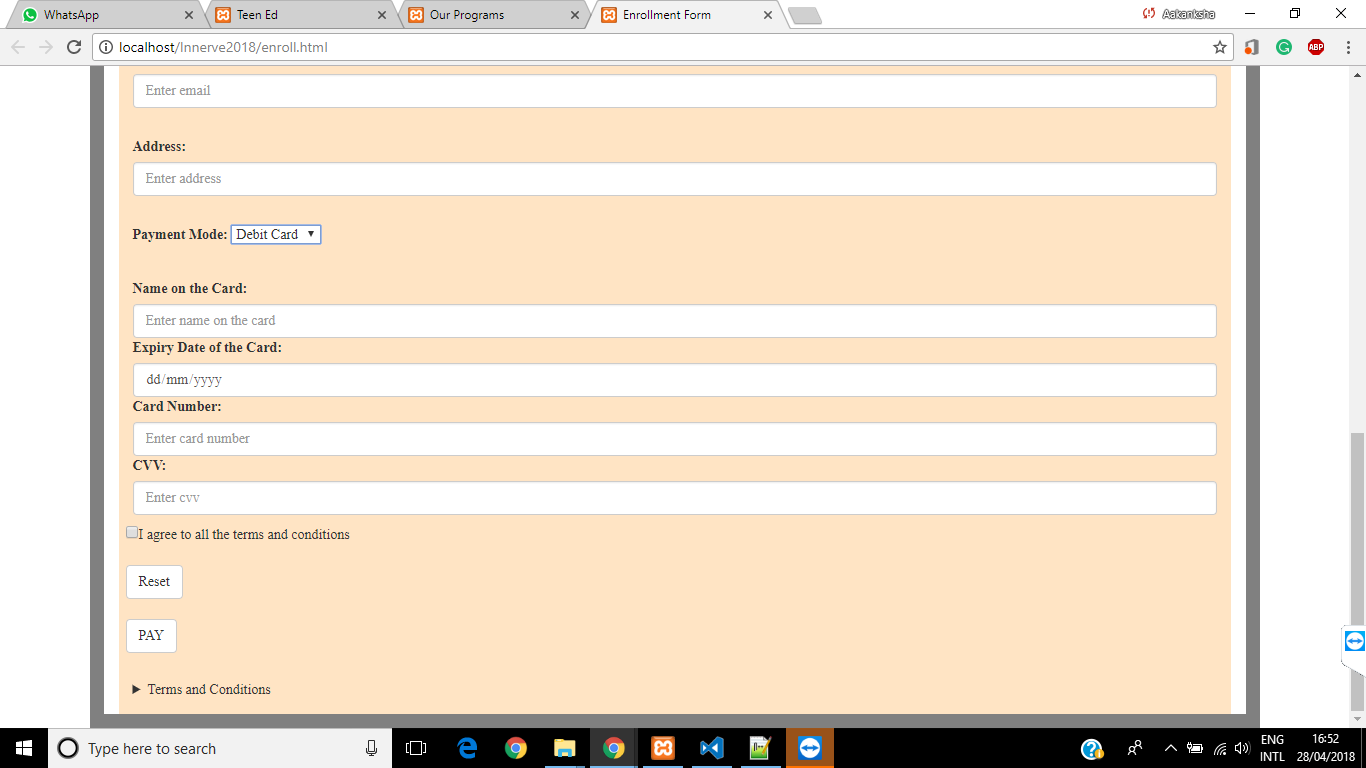 WhatsApp
Teen Ed
Our Programs
Enrollment Form
Aakanksha
localhost/Innerve2018/enroll.html
ABP
Enter email
Address:
Enter address
Payment Mode: Debit Card
Name on the Card:
Enter name on the card
Expiry Date of the Card:
dd/mm/yyyy
Card Number:
Enter card number
CVV:
Enter cvv
I agree to all the terms and conditions
Reset
PAY
Terms and Conditions
Type here to search
ENG
INTL
16:52
28/04/2018